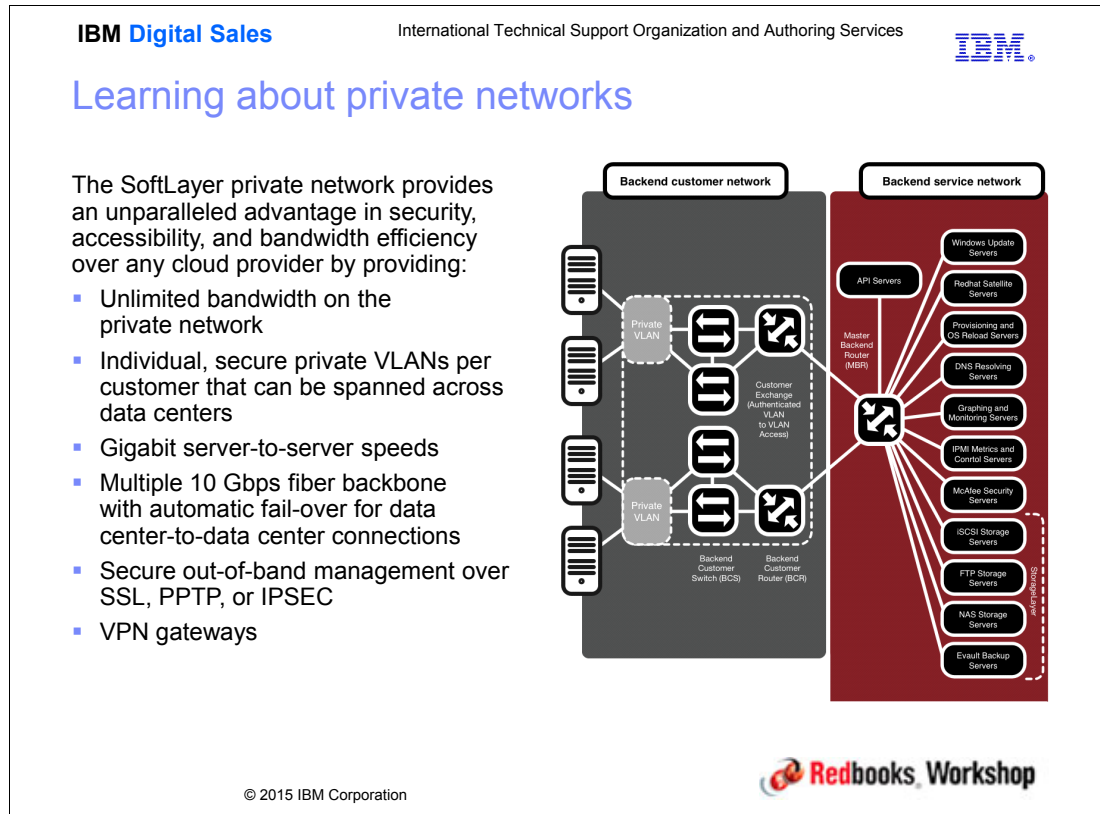 IBM Digital Sales
International Technical Support Organization and Authoring Services
IBM®
Learning about private networks
The SoftLayer private network provides
an unparalleled advantage in security,
accessibility, and bandwidth efficiency
over any cloud provider by providing:
▪ Unlimited bandwidth on the
private network
▪ Individual, secure private VLANs per
customer that can be spanned across
data centers
▪ Gigabit server-to-server speeds
▪ Multiple 10 Gbps fiber backbone
with automatic fail-over for data
center-to-data center connections
▪ Secure out-of-band management over
SSL, PPTP, or IPSEC
▪ VPN gateways
Backend customer network
Private
VLAN
Customer
Exchange
(Authenticated
VLAN
to VLAN
Access)
Private
VLAN
Backend
Customer
Switch (BCS)
Backend
Customer
Router (BCR)
Backend service network
API Servers
Master
Backend
Router
(MBR)
Windows Update
Servers
Redhat Satellite
Servers
Provisioning and
OS Reload Servers
DNS Resolving
Servers
Graphing and
Monitoring Servers
IPMI Metrics and
Conrtol Servers
McAfee Security
Servers
iSCSI Storage
Servers
FTP Storage
Servers
NAS Storage
Servers
Evault Backup
Servers
StorageLayer
© 2015 IBM Corporation
Redbooks Workshop